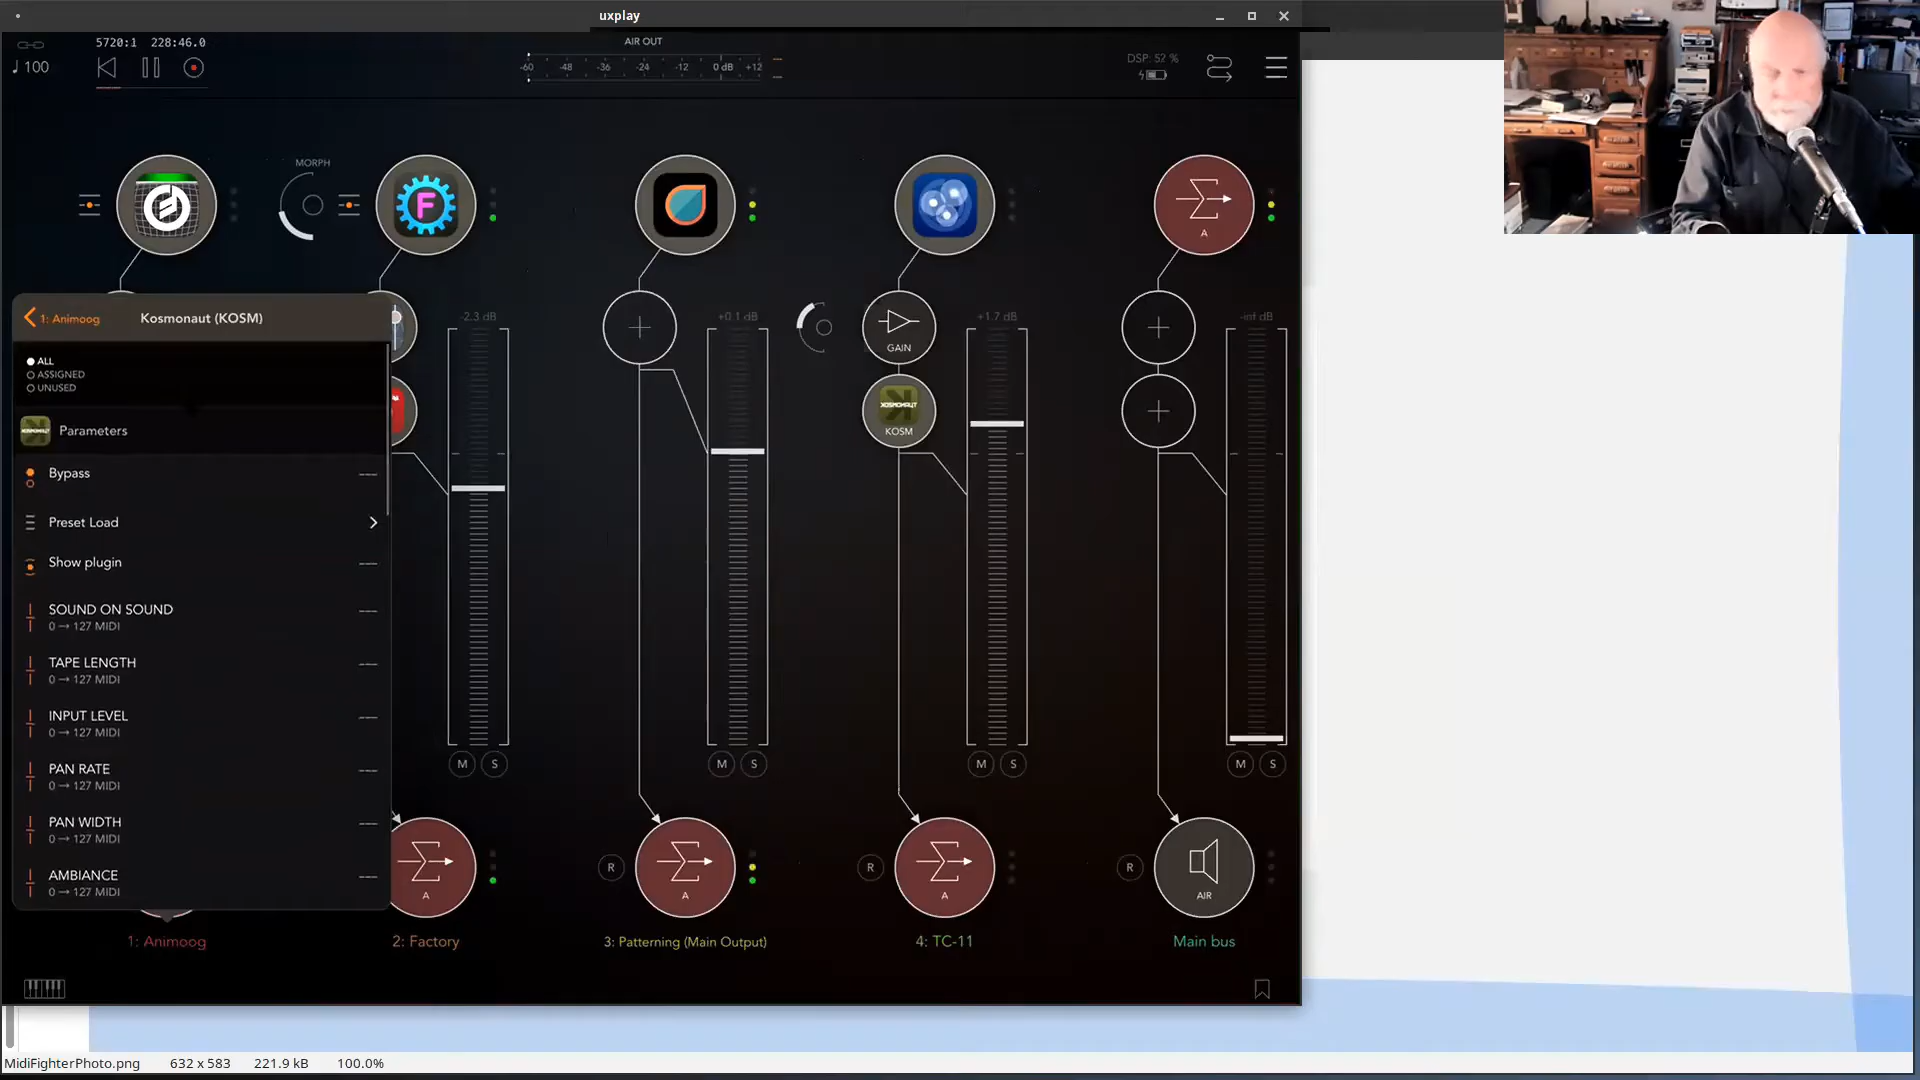 uxplay
5720:1 228:46.0
100
AIR OUT
-60 -48 -36 -24 -12 0 dB +12
DSP: 52 %
MORPH
F
A
1: Animoog
Kosmonaut (KOSM)
ALL
ASSIGNED
UNUSED
Parameters
Bypass
Preset Load
Show plugin
SOUND ON SOUND
0 → 127 MIDI
TAPE LENGTH
0 → 127 MIDI
INPUT LEVEL
0 → 127 MIDI
PAN RATE
0 → 127 MIDI
PAN WIDTH
0 → 127 MIDI
AMBIANCE
0 → 127 MIDI
-2.3 dB
+0.1 dB
+1.7 dB
-inf dB
GAIN
KOSMONAUT
KOSM
M S
M S
M S
M S
A
R
A
R
A
R
AIR
1: Animoog
2: Factory
3: Patterning (Main Output)
4: TC-11
Main bus
MidiFighterPhoto.png 632 x 583 221.9 kB 100.0%